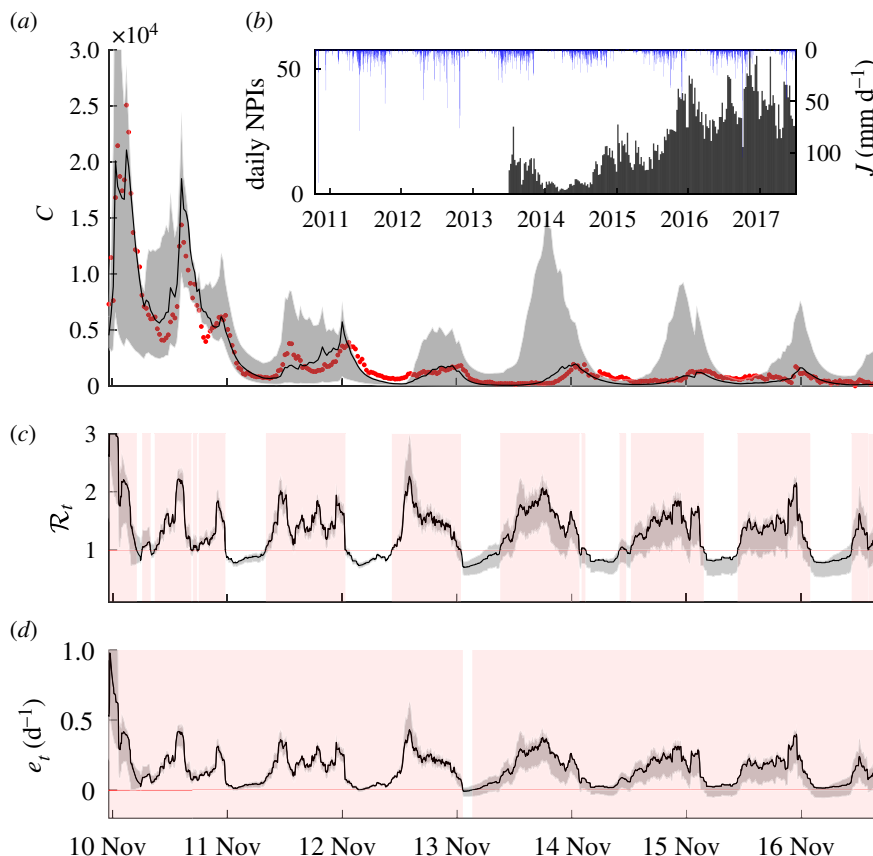 (a)
×10⁴
3.0
2.5
2.0
1.5
1.0
0.5
0
C
(b)
50
0
daily NPIs
0
50
100
J (mm d⁻¹)
2011 2012 2013 2014 2015 2016 2017
(c)
3
2
1
ℛt
(d)
1.0
0.5
0
et (d⁻¹)
10 Nov 11 Nov 12 Nov 13 Nov 14 Nov 15 Nov 16 Nov